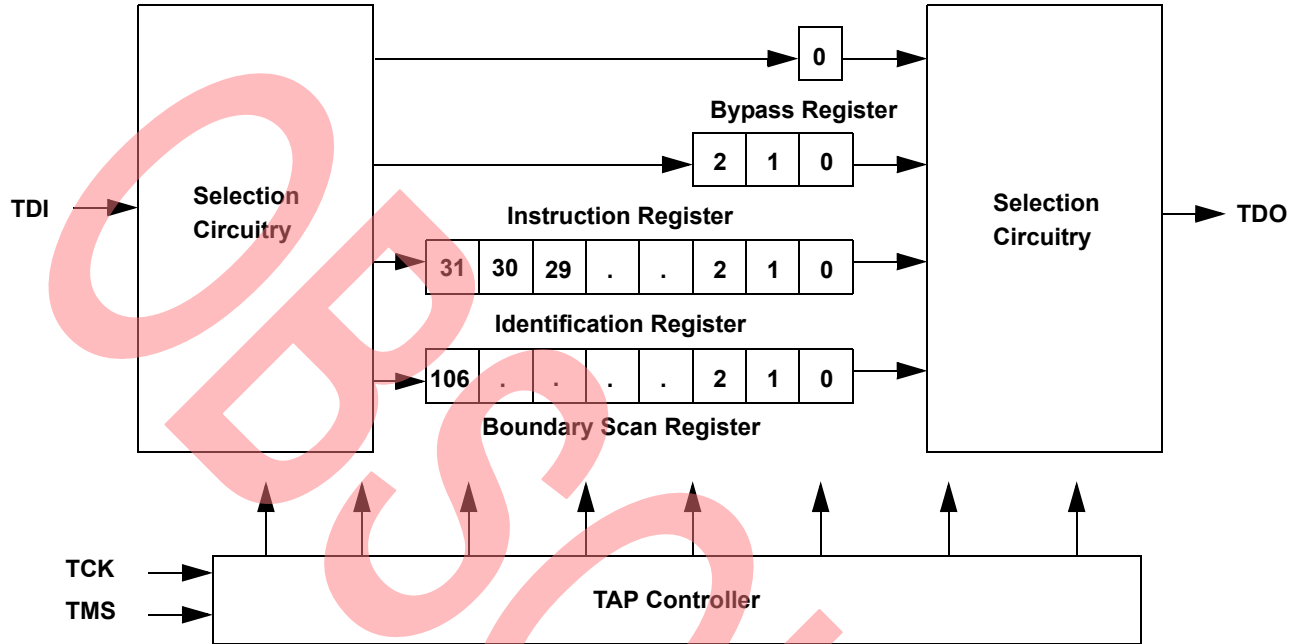 0
Bypass Register
2 1 0
Selection
Circuitry
TDI
Instruction Register
31 30 29 . . 2 1 0
Identification Register
106 . . . . 2 1 0
Boundary Scan Register
Selection
Circuitry
TDO
TCK
TMS
TAP Controller